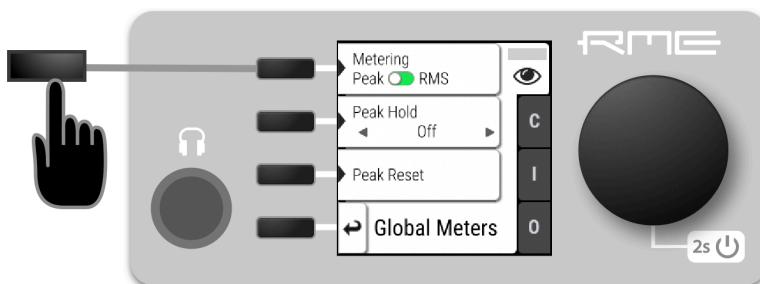 RME
Metering
Peak RMS
Peak Hold
Off
Peak Reset
Global Meters
C
I
O
2s